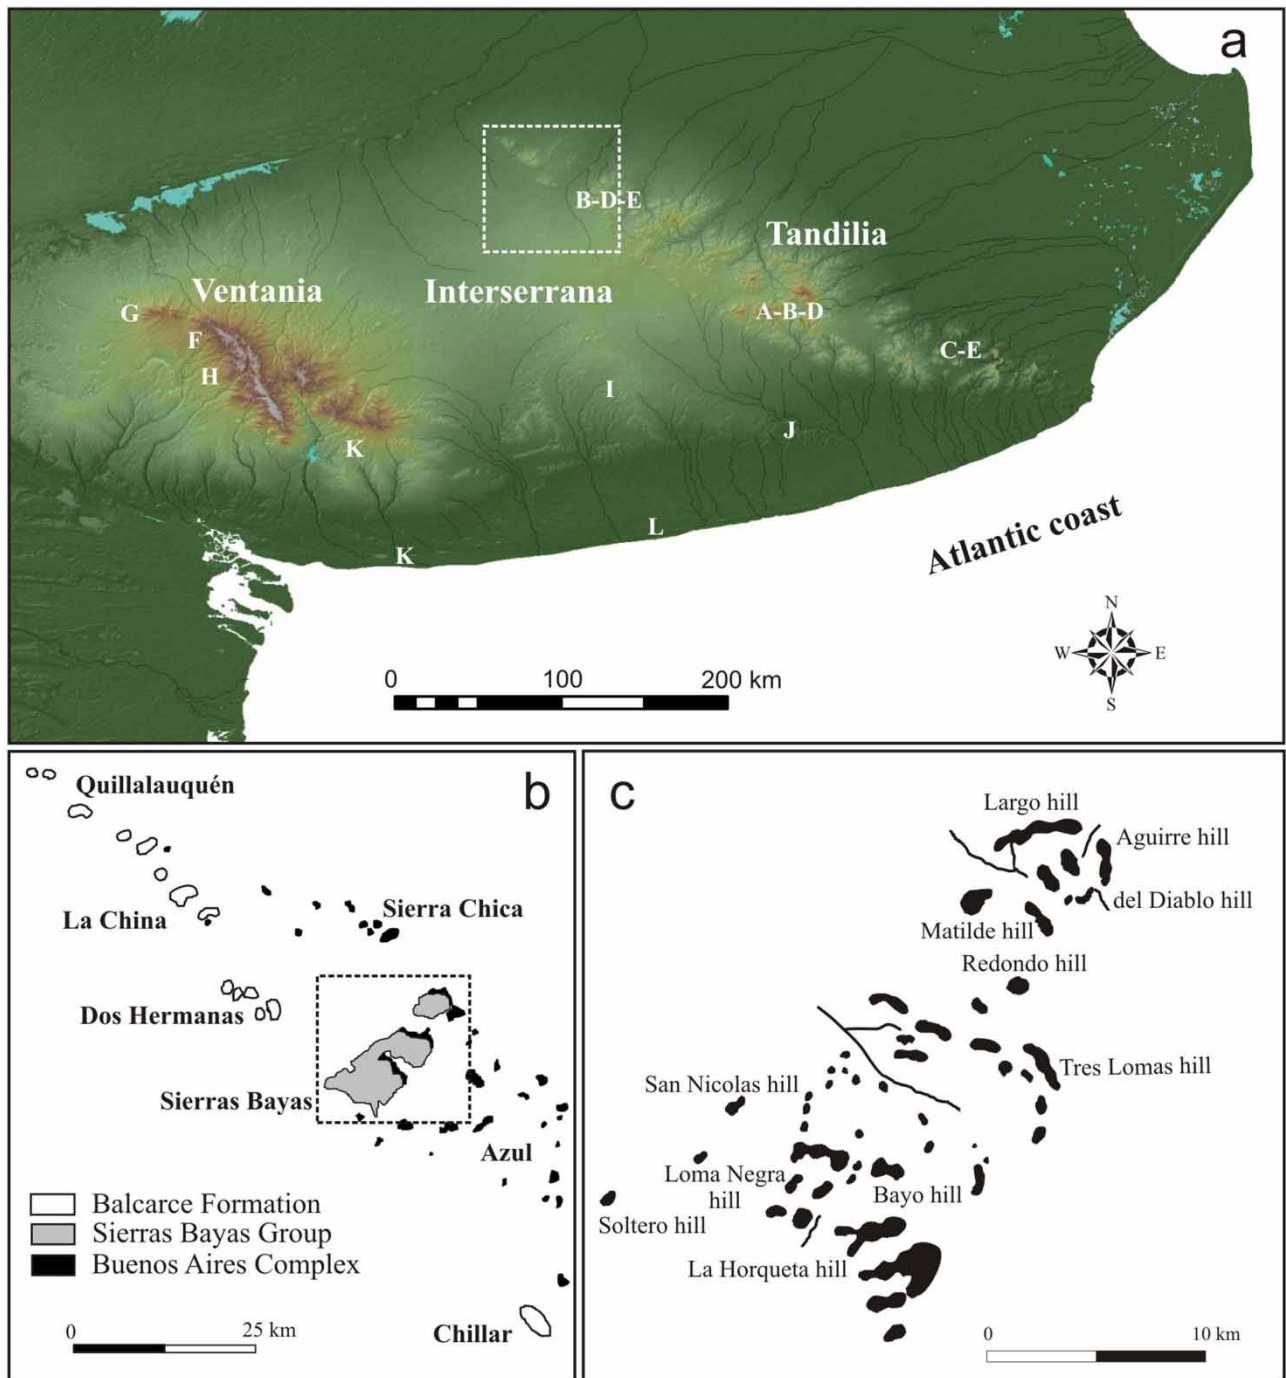 a
B-D-E
Tandilia
Ventania
Interserrana
G
F
H
A-B-D
C-E
I
J
K
L
K
Atlantic coast
N
W E
S
0 100 200 km
b
Quillalauquén
La China
Sierra Chica
Dos Hermanas
Sierras Bayas
Azul
Balcarce Formation
Sierras Bayas Group
Buenos Aires Complex
Chillar
0 25 km
c
Largo hill
Aguirre hill
del Diablo hill
Matilde hill
Redondo hill
Tres Lomas hill
San Nicolas hill
Loma Negra
hill
Bayo hill
Soltero hill
La Horqueta hill
0 10 km